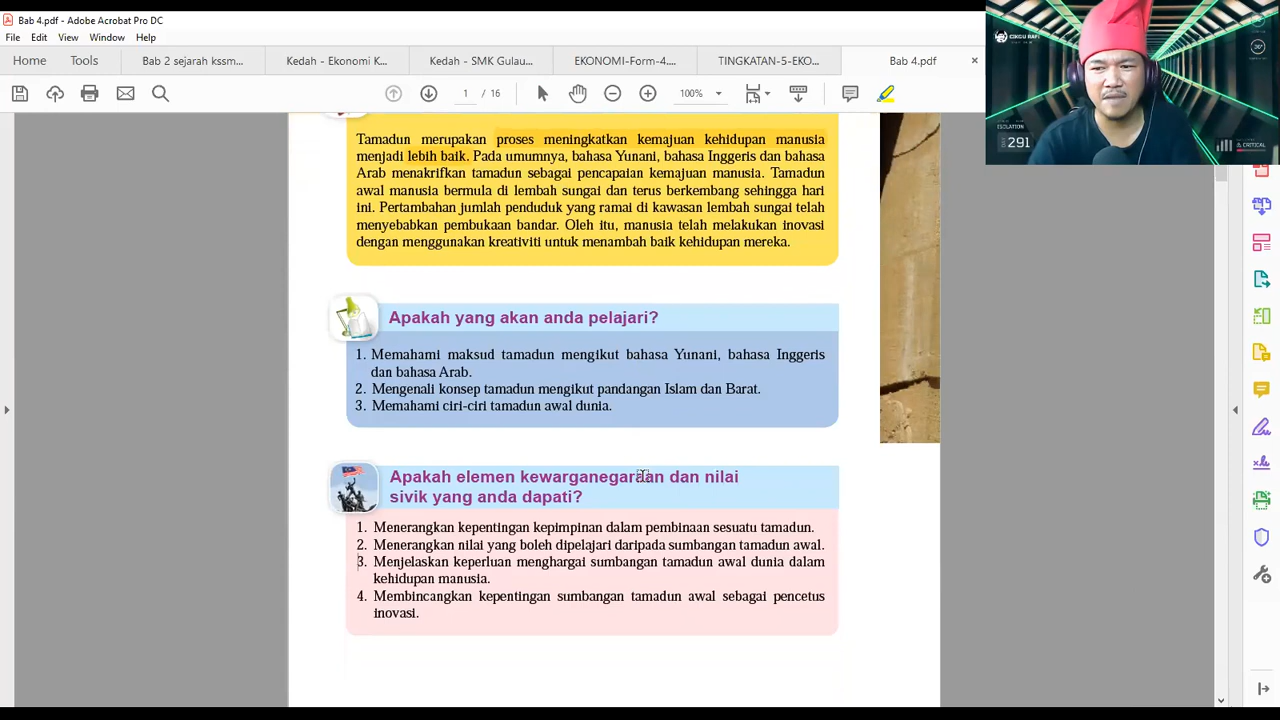 Bab 4.pdf - Adobe Acrobat Pro DC
File Edit View Window Help
Home Tools Bab 2 sejarah kssm... Kedah - Ekonomi K... Kedah - SMK Gulau... EKONOMI-Form-4.... TINGKATAN-5-EKO... Bab 4.pdf ×
1 / 16 100%
CIKGU RAFI
ISOLATION
291
CRITICAL
Tamadun merupakan proses meningkatkan kemajuan kehidupan manusia
menjadi lebih baik. Pada umumnya, bahasa Yunani, bahasa Inggeris dan bahasa
Arab menakrifkan tamadun sebagai pencapaian kemajuan manusia. Tamadun
awal manusia bermula di lembah sungai dan terus berkembang sehingga hari
ini. Pertambahan jumlah penduduk yang ramai di kawasan lembah sungai telah
menyebabkan pembukaan bandar. Oleh itu, manusia telah melakukan inovasi
dengan menggunakan kreativiti untuk menambah baik kehidupan mereka.
Apakah yang akan anda pelajari?
1. Memahami maksud tamadun mengikut bahasa Yunani, bahasa Inggeris
dan bahasa Arab.
2. Mengenali konsep tamadun mengikut pandangan Islam dan Barat.
3. Memahami ciri-ciri tamadun awal dunia.
Apakah elemen kewarganegaraan dan nilai
sivik yang anda dapati?
1. Menerangkan kepentingan kepimpinan dalam pembinaan sesuatu tamadun.
2. Menerangkan nilai yang boleh dipelajari daripada sumbangan tamadun awal.
3. Menjelaskan keperluan menghargai sumbangan tamadun awal dunia dalam
kehidupan manusia.
4. Membincangkan kepentingan sumbangan tamadun awal sebagai pencetus
inovasi.